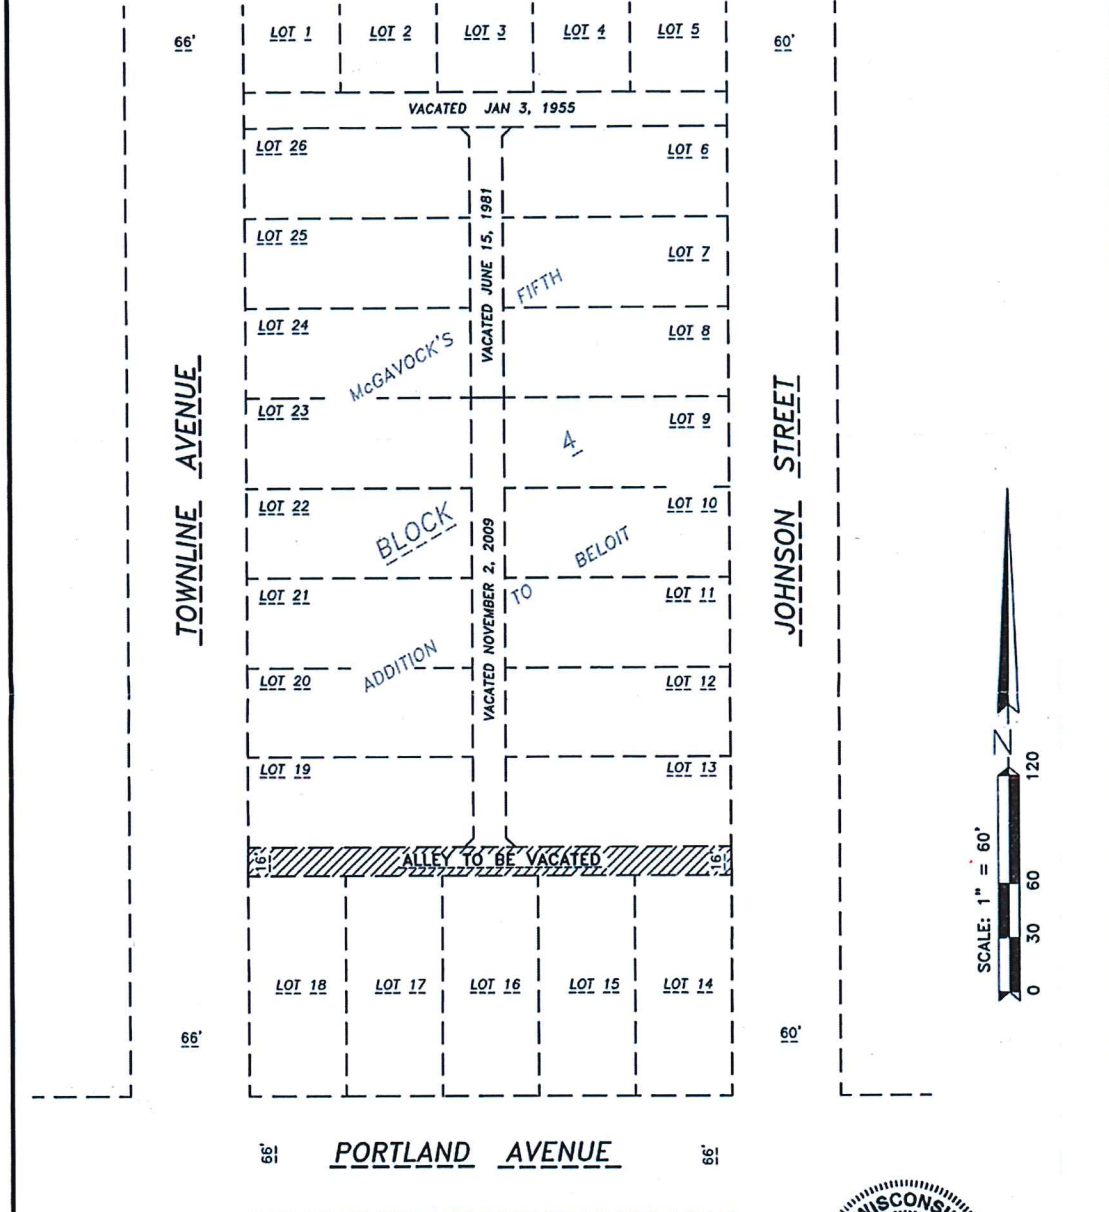 66'
LOT 1 LOT 2 LOT 3 LOT 4 LOT 5
60'
VACATED JAN 3, 1955
LOT 26
LOT 6
VACATED JUNE 15, 1981
LOT 25
LOT 7
FIFTH
LOT 24
LOT 8
McGAVOCK'S
LOT 23
LOT 9
4
TOWNLINE AVENUE
JOHNSON STREET
LOT 22
LOT 10
BLOCK
VACATED NOVEMBER 2, 2009
BELOIT
LOT 21
LOT 11
TO
ADDITION
LOT 20
LOT 12
LOT 19
LOT 13
N
16'
ALLEY TO BE VACATED
16'
SCALE: 1" = 60'
0 30 60 120
LOT 18 LOT 17 LOT 16 LOT 15 LOT 14
66'
60'
66'
PORTLAND AVENUE
66'